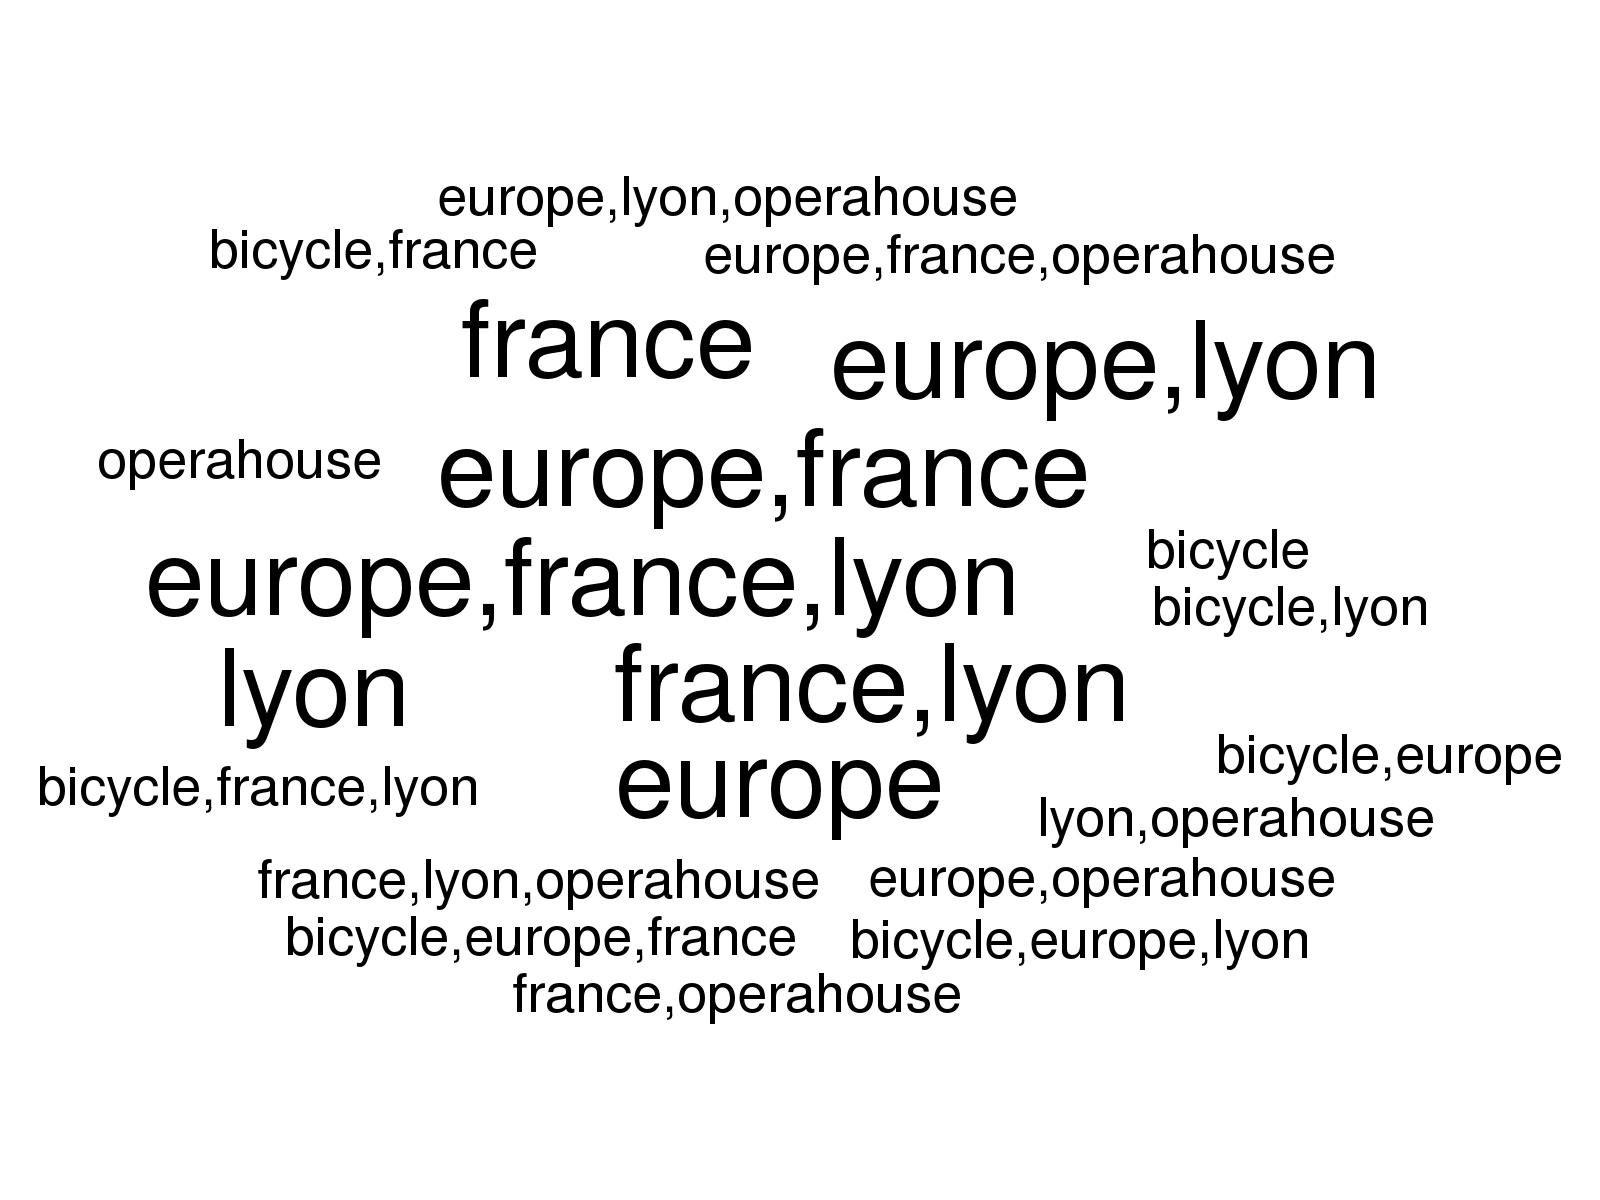 europe,lyon,operahouse
bicycle,france
europe,france,operahouse
france
europe,lyon
operahouse
europe,france
bicycle
europe,france,lyon
bicycle,lyon
lyon
france,lyon
bicycle,europe
bicycle,france,lyon
europe
lyon,operahouse
france,lyon,operahouse
europe,operahouse
bicycle,europe,france
bicycle,europe,lyon
france,operahouse